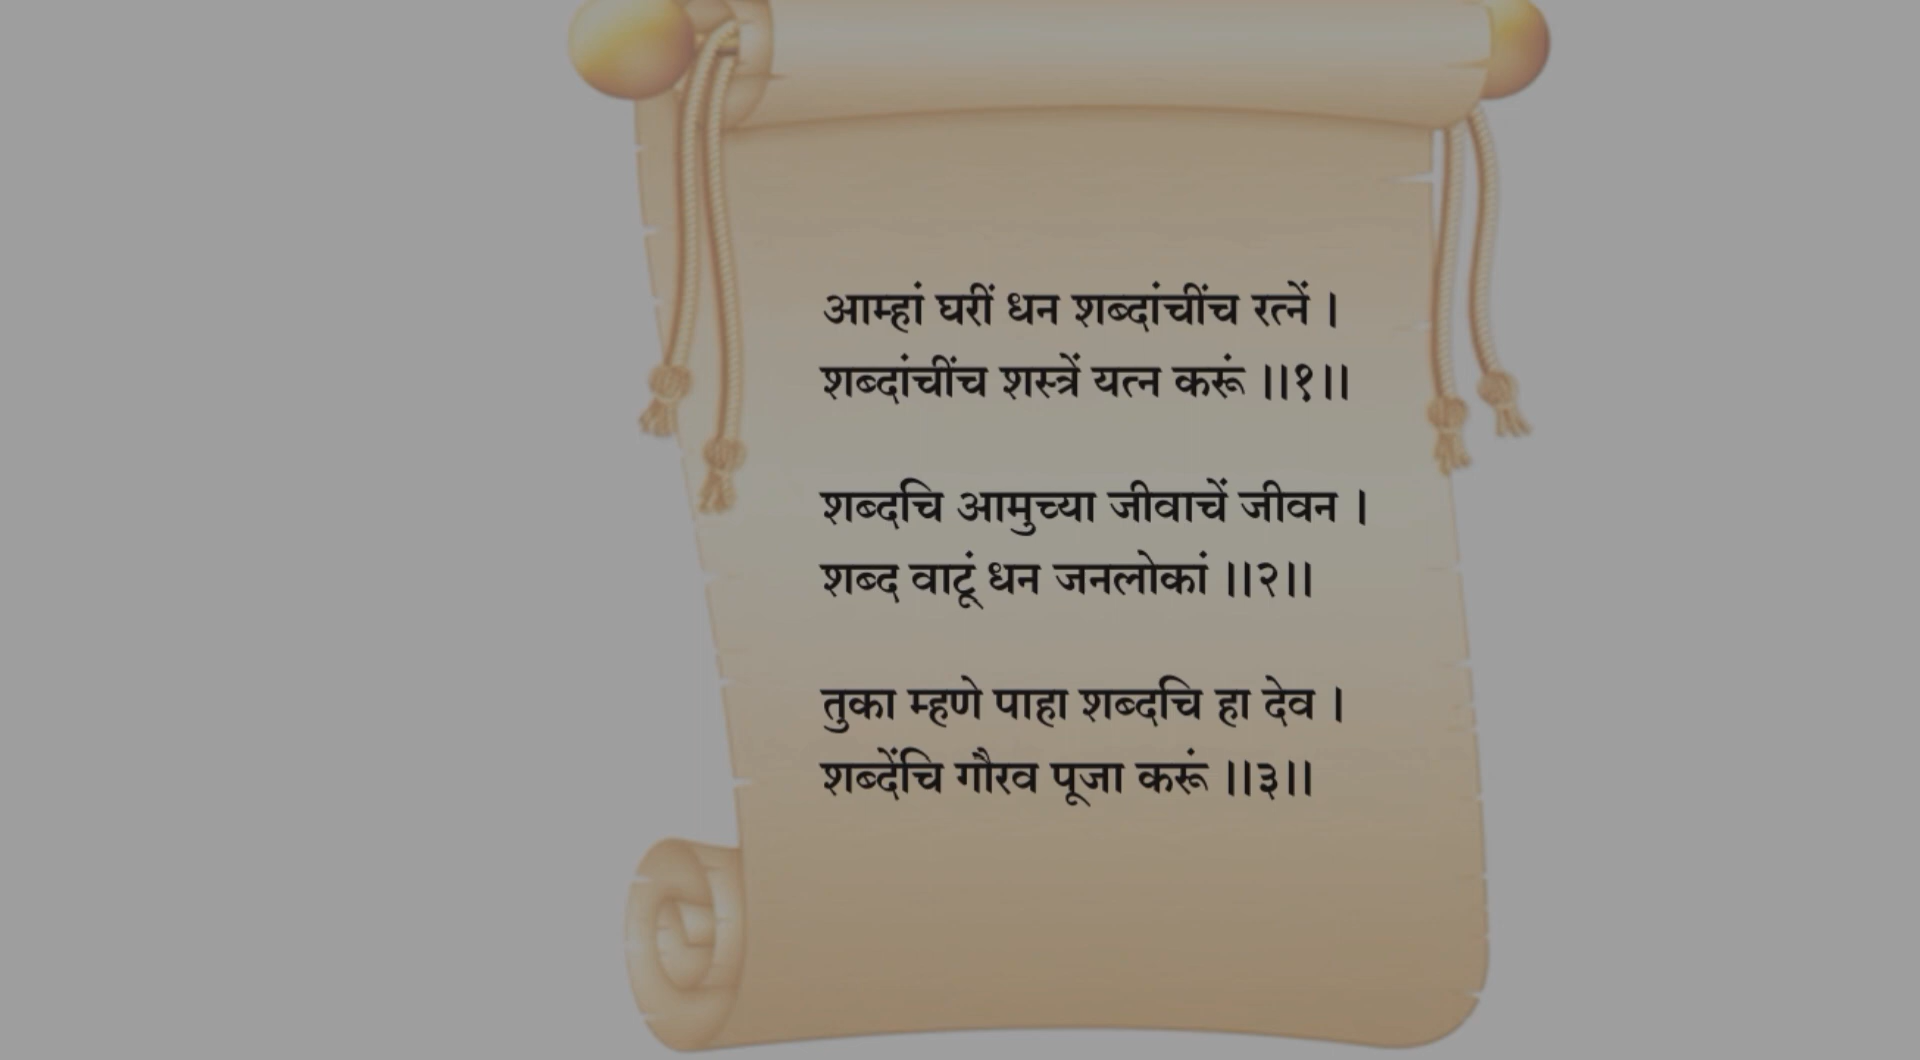 आम्हां घरीं धन शब्दांचींच रत्नें ।
शब्दांचींच शस्त्रें यत्न करूं ।।१।।
शब्दचि आमुच्या जीवाचें जीवन ।
शब्द वाटूं धन जनलोकां ।।२।।
तुका म्हणे पाहा शब्दचि हा देव ।
शब्देंचि गौरव पूजा करूं ।।३।।